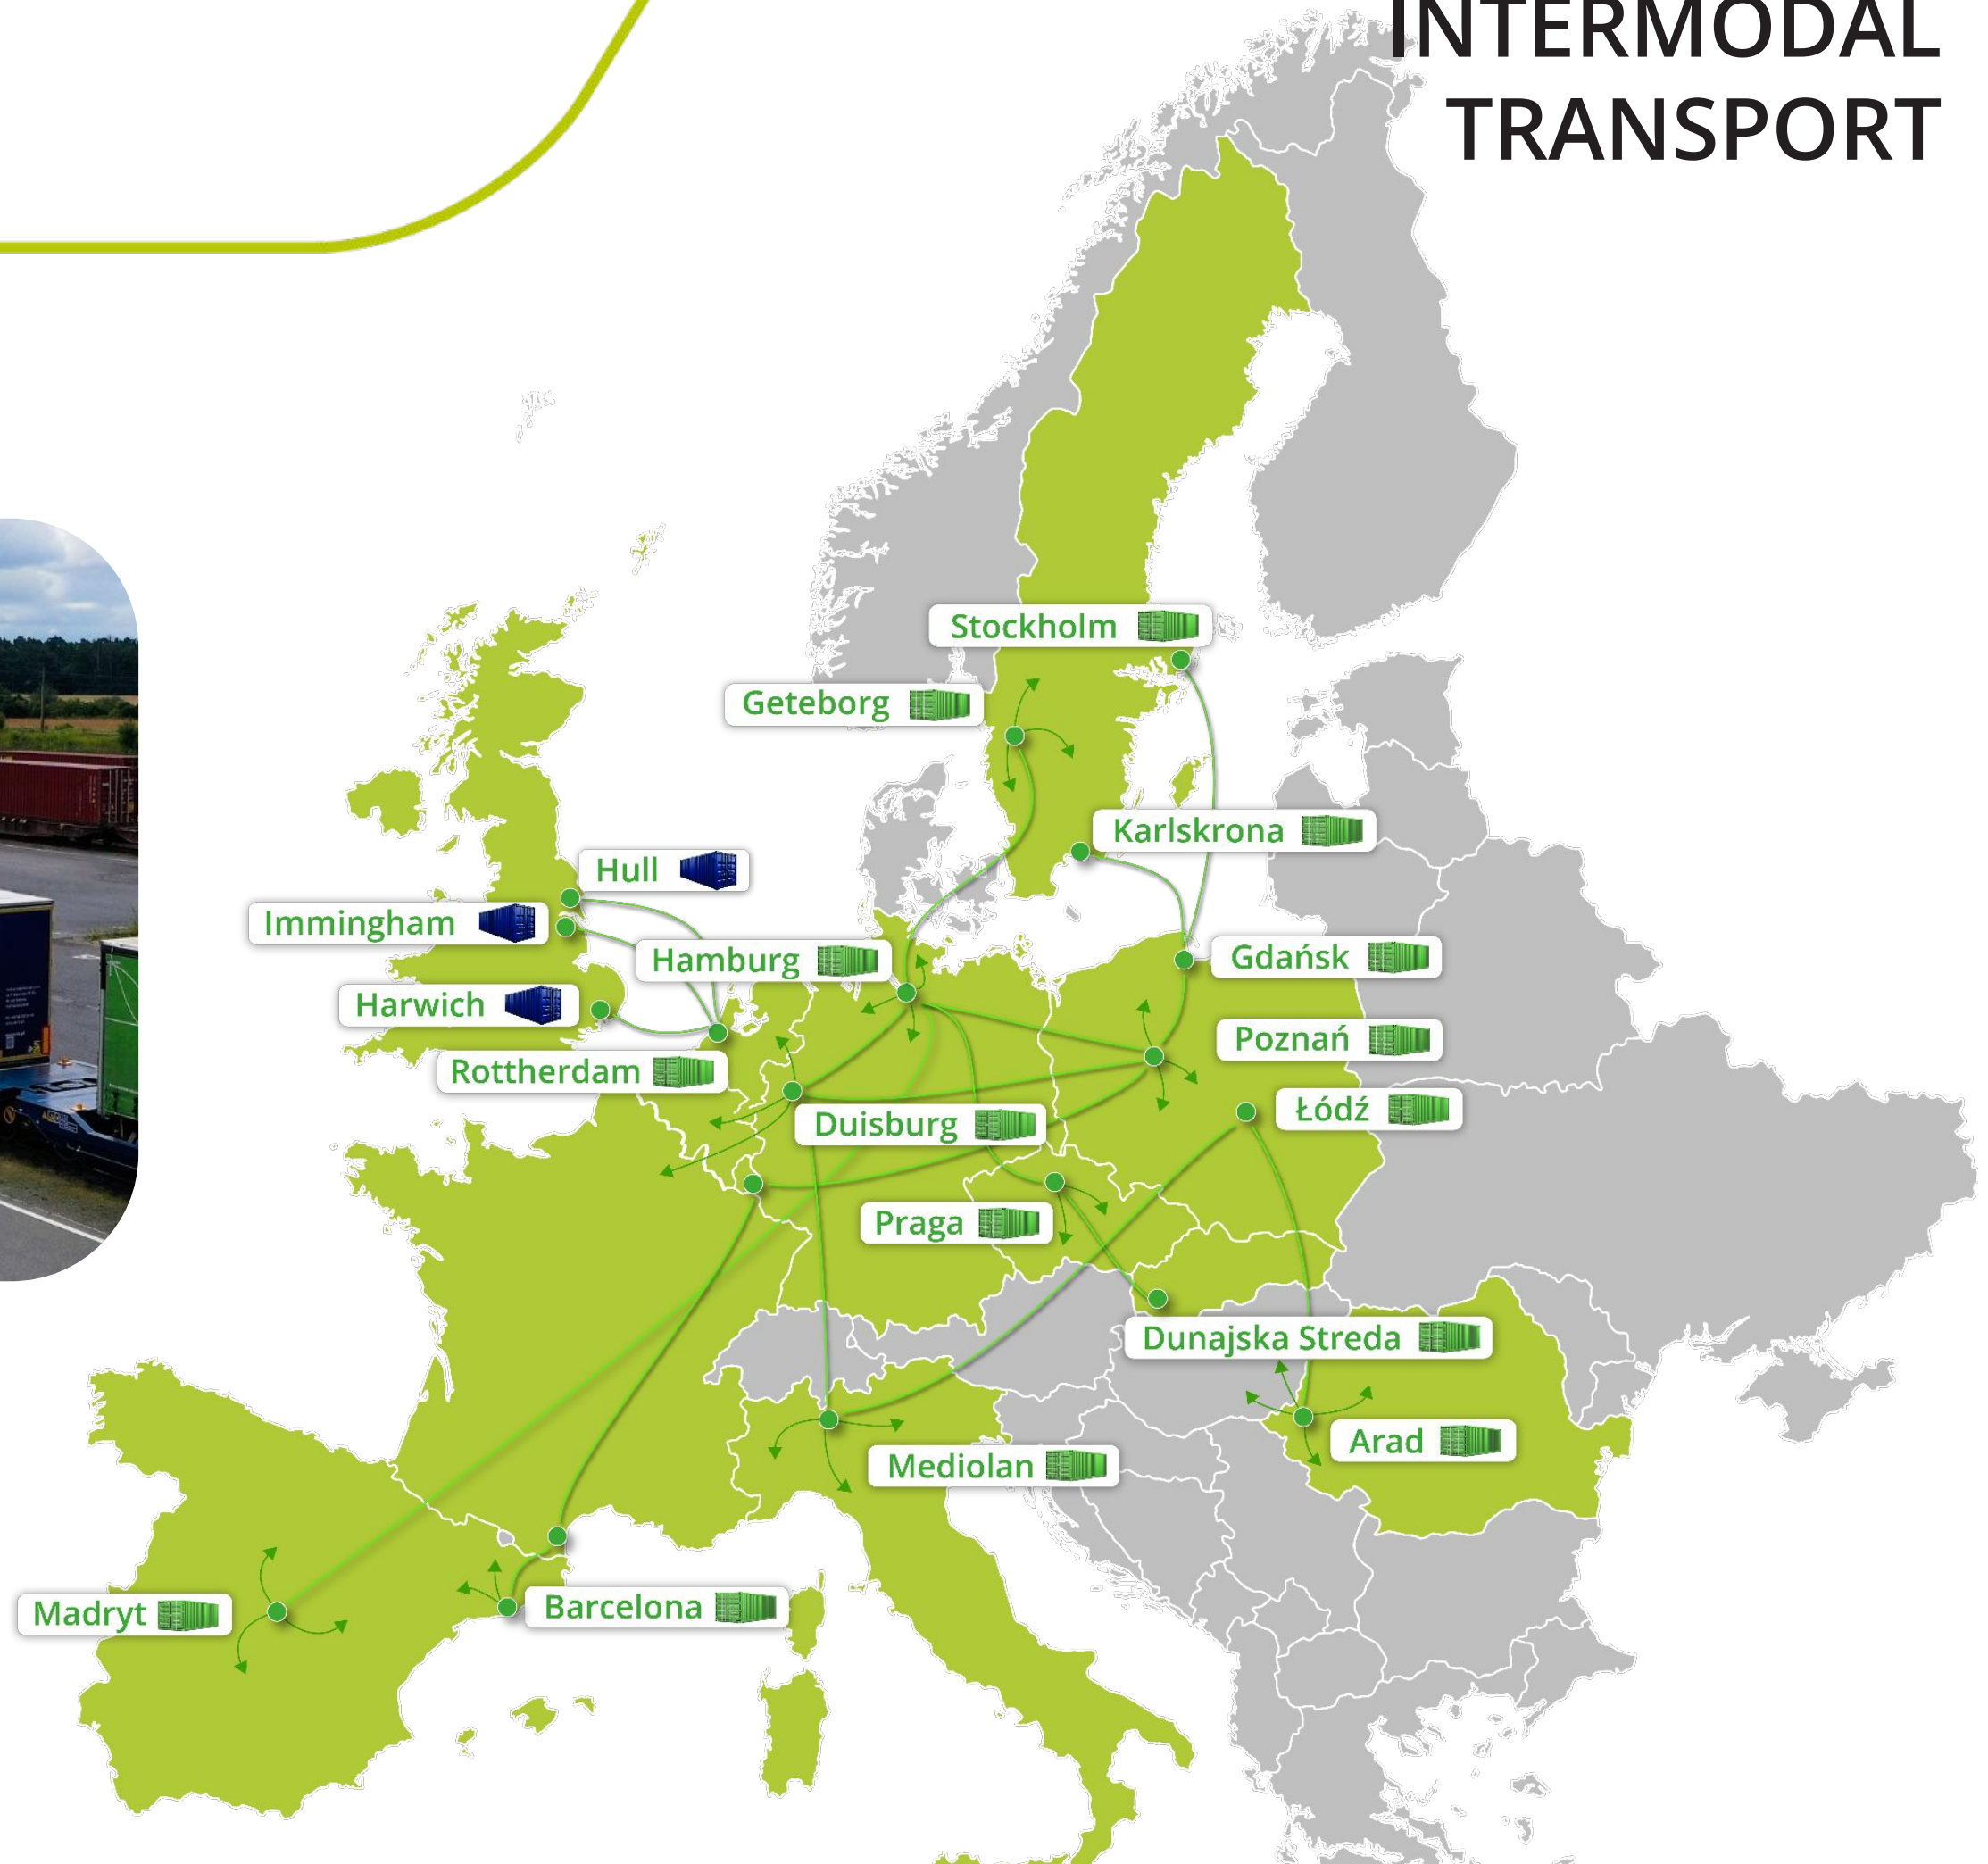 INTERMODAL
TRANSPORT
Stockholm
Geteborg
Karlskrona
Hull
Immingham
Hamburg
Gdańsk
Harwich
Poznań
Rottherdam
Łódź
Duisburg
Praga
Dunajska Streda
Arad
Mediolan
Madryt
Barcelona